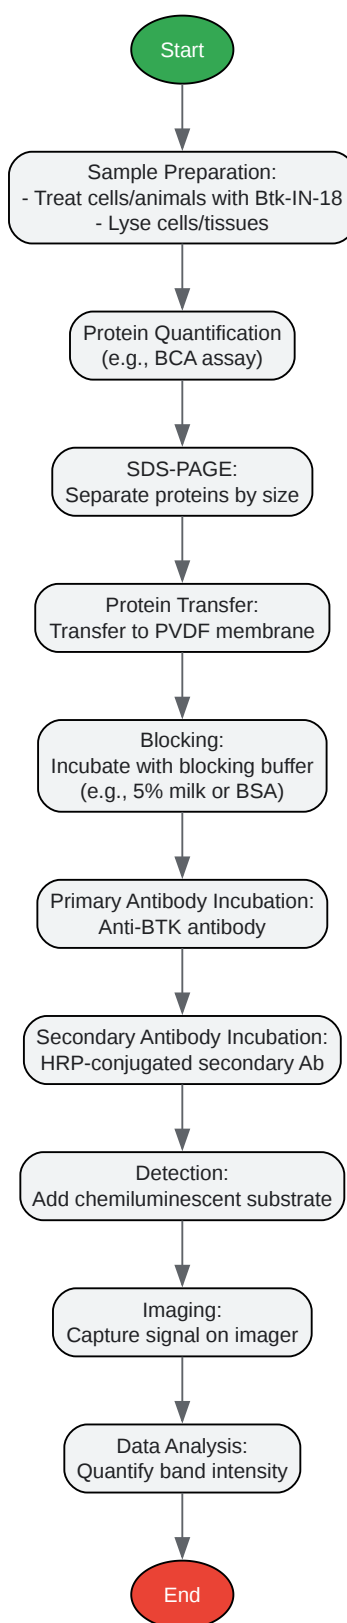 Start
Sample Preparation:
- Treat cells/animals with Btk-IN-18
- Lyse cells/tissues
Protein Quantification
(e.g., BCA assay)
SDS-PAGE:
Separate proteins by size
Protein Transfer:
Transfer to PVDF membrane
Blocking:
Incubate with blocking buffer
(e.g., 5% milk or BSA)
Primary Antibody Incubation:
Anti-BTK antibody
Secondary Antibody Incubation:
HRP-conjugated secondary Ab
Detection:
Add chemiluminescent substrate
Imaging:
Capture signal on imager
Data Analysis:
Quantify band intensity
End